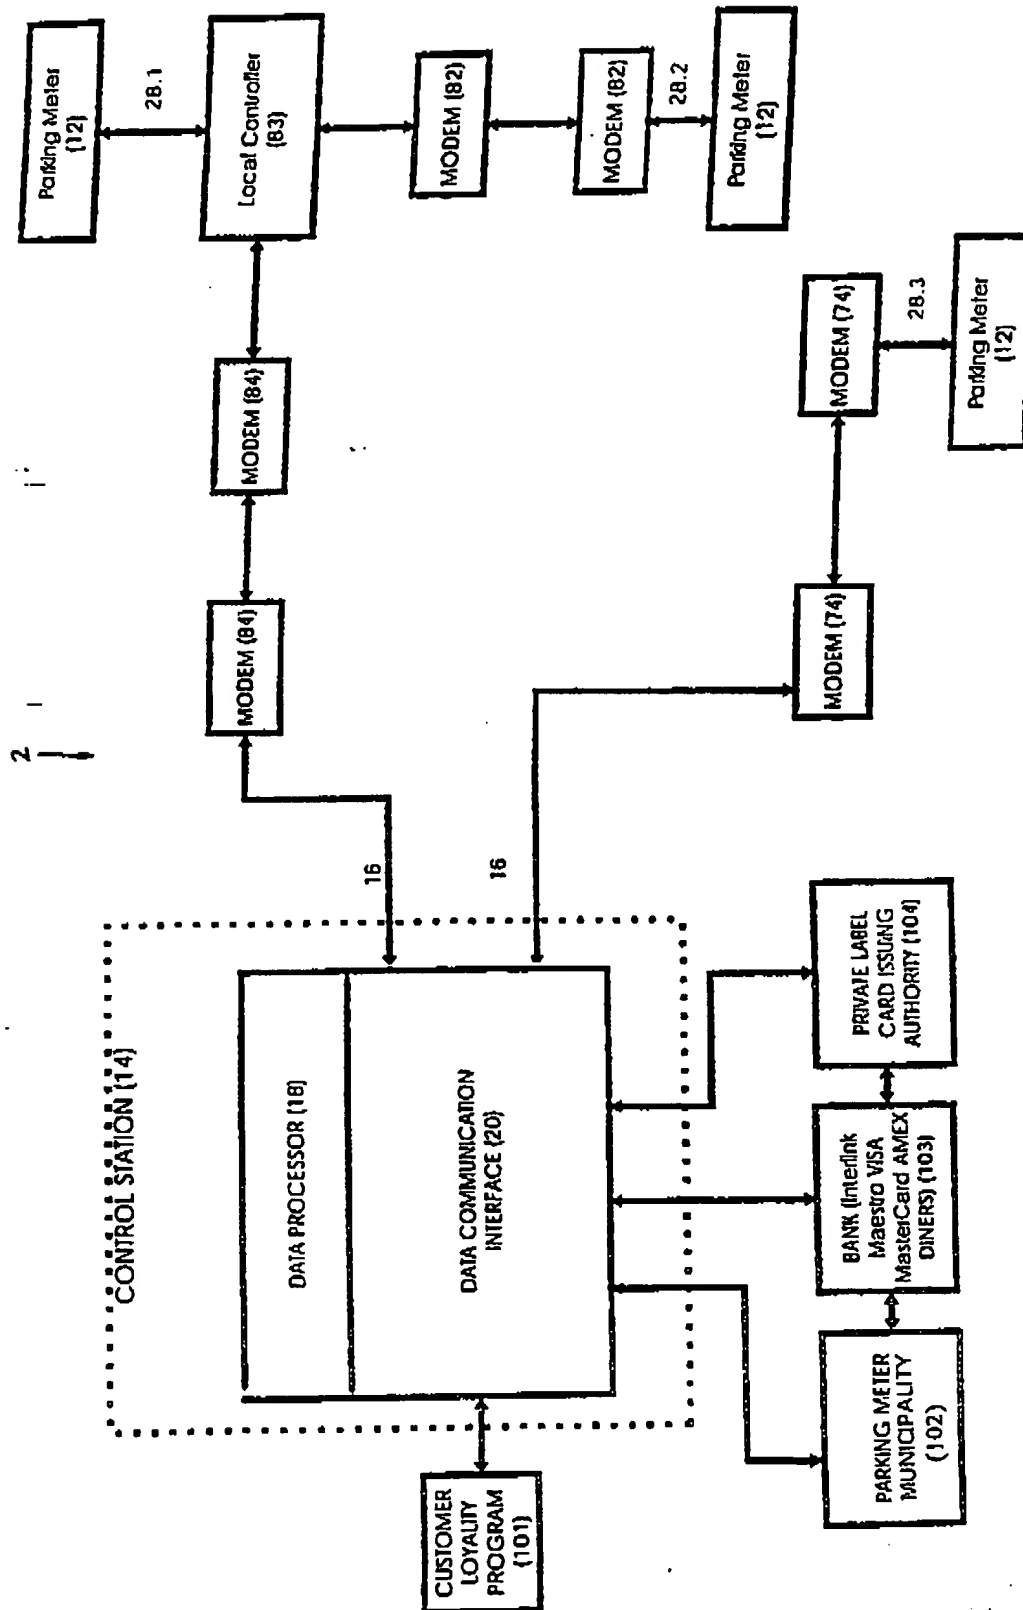 2
Parking Meter
(12)
28.1
Local Controller
(83)
MODEM (82)
MODEM (82)
28.2
Parking Meter
(12)
MODEM (84)
MODEM (84)
MODEM (74)
MODEM (74)
28.3
Parking Meter
(12)
16
16
CONTROL STATION (14)
DATA PROCESSOR (18)
DATA COMMUNICATION
INTERFACE (20)
CUSTOMER
LOYALITY
PROGRAM
(101)
PARKING METER
MUNICIPALITY
(102)
BANK (Interlink
Maestro VISA
MasterCard AMEX
DINERS) (103)
PRIVATE LABEL
CARD ISSUING
AUTHORITY (104)